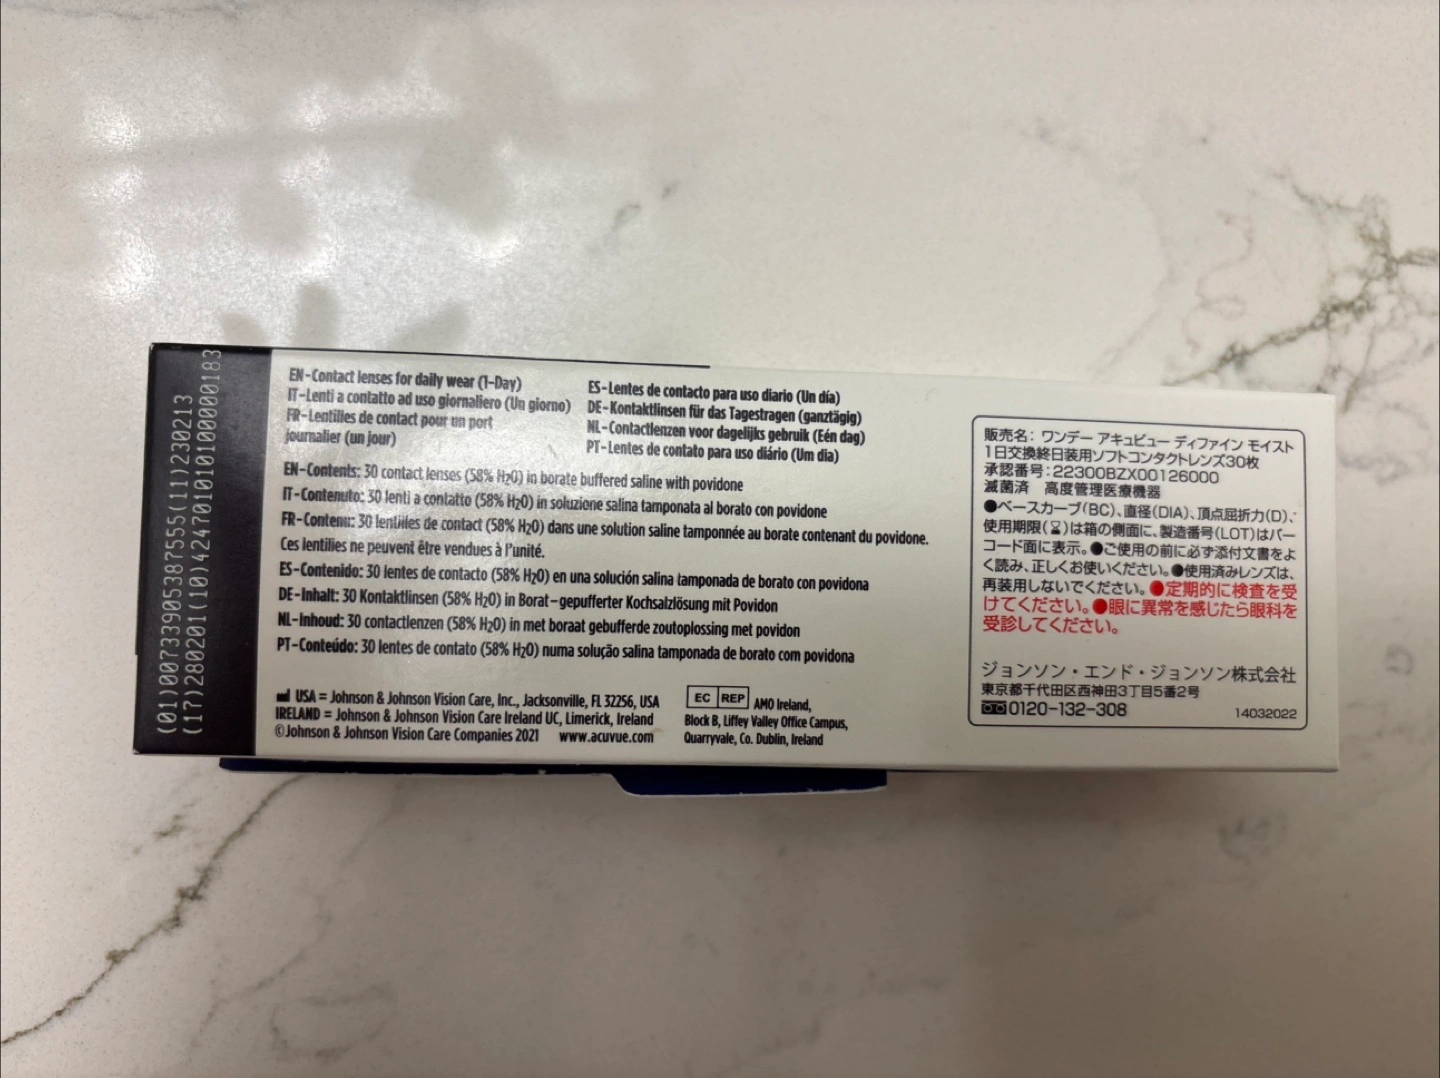 (01)00733905387555(11)230213
(17)280201(10)4247010101000000183
EN-Contact lenses for daily wear (1-Day)
IT-Lenti a contatto ad uso giornaliero (Un giorno)
FR-Lentilles de contact pour un port
journalier (un jour)
ES-Lentes de contacto para uso diario (Un día)
DE-Kontaktlinsen für das Tagestragen (ganztägig)
NL-Contactlenzen voor dagelijks gebruik (Eén dag)
PT-Lentes de contato para uso diário (Um dia)
EN-Contents: 30 contact lenses (58% H₂O) in borate buffered saline with povidone
IT-Contenuto: 30 lenti a contatto (58% H₂O) in soluzione salina tamponata al borato con povidone
FR-Contenu: 30 lentilles de contact (58% H₂O) dans une solution saline tamponnée au borate contenant du povidone.
Ces lentilles ne peuvent être vendues à l'unité.
ES-Contenido: 30 lentes de contacto (58% H₂O) en una solución salina tamponada de borato con povidona
DE-Inhalt: 30 Kontaktlinsen (58% H₂O) in Borat-gepufferter Kochsalzlösung mit Povidon
NL-Inhoud: 30 contactlenzen (58% H₂O) in met boraat gebufferde zoutoplossing met povidon
PT-Conteúdo: 30 lentes de contato (58% H₂O) numa solução salina tamponada de borato com povidona
USA = Johnson & Johnson Vision Care, Inc., Jacksonville, FL 32256, USA
IRELAND = Johnson & Johnson Vision Care Ireland UC, Limerick, Ireland
©Johnson & Johnson Vision Care Companies 2021 www.acuvue.com
EC REP AMO Ireland,
Block B, Liffey Valley Office Campus,
Quarryvale, Co. Dublin, Ireland
販売名: ワンデー アキュビュー ディファイン モイスト
1日交換終日装用ソフトコンタクトレンズ30枚
承認番号:22300BZX00126000
滅菌済 高度管理医療機器
●ベースカーブ(BC)、直径(DIA)、頂点屈折力(D)、
使用期限(⌛)は箱の側面に、製造番号(LOT)はバー
コード面に表示。●ご使用の前に必ず添付文書をよ
く読み、正しくお使いください。●使用済みレンズは、
再装用しないでください。●定期的に検査を受
けてください。●眼に異常を感じたら眼科を
受診してください。
ジョンソン・エンド・ジョンソン株式会社
東京都千代田区西神田3丁目5番2号
0120-132-308
14032022